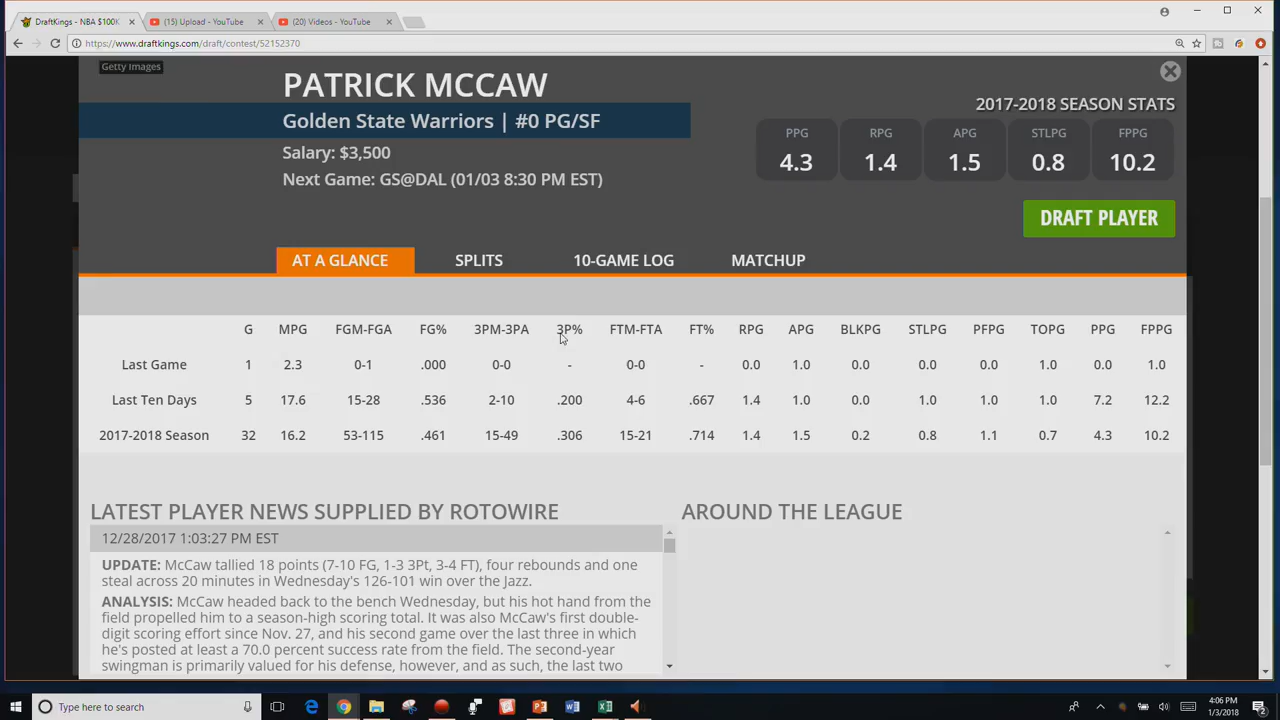 DraftKings - NBA $100K
(15) Upload - YouTube
(20) Videos - YouTube
https://www.draftkings.com/draft/contest/52152370
Getty Images
PATRICK MCCAW
Golden State Warriors | #0 PG/SF
Salary: $3,500
Next Game: GS@DAL (01/03 8:30 PM EST)
2017-2018 SEASON STATS
PPG RPG APG STLPG FPPG
4.3 1.4 1.5 0.8 10.2
DRAFT PLAYER
AT A GLANCE SPLITS 10-GAME LOG MATCHUP
G MPG FGM-FGA FG% 3PM-3PA 3P% FTM-FTA FT% RPG APG BLKPG STLPG PFPG TOPG PPG FPPG
Last Game 1 2.3 0-1 .000 0-0 - 0-0 - 0.0 1.0 0.0 0.0 0.0 1.0 0.0 1.0
Last Ten Days 5 17.6 15-28 .536 2-10 .200 4-6 .667 1.4 1.0 0.0 1.0 1.0 1.0 7.2 12.2
2017-2018 Season 32 16.2 53-115 .461 15-49 .306 15-21 .714 1.4 1.5 0.2 0.8 1.1 0.7 4.3 10.2
LATEST PLAYER NEWS SUPPLIED BY ROTOWIRE
12/28/2017 1:03:27 PM EST
UPDATE: McCaw tallied 18 points (7-10 FG, 1-3 3Pt, 3-4 FT), four rebounds and one
steal across 20 minutes in Wednesday's 126-101 win over the Jazz.
ANALYSIS: McCaw headed back to the bench Wednesday, but his hot hand from the
field propelled him to a season-high scoring total. It was also McCaw's first double-
digit scoring effort since Nov. 27, and his second game over the last three in which
he's posted at least a 70.0 percent success rate from the field. The second-year
swingman is primarily valued for his defense, however, and as such, the last two
AROUND THE LEAGUE
Type here to search
4:06 PM
1/3/2018